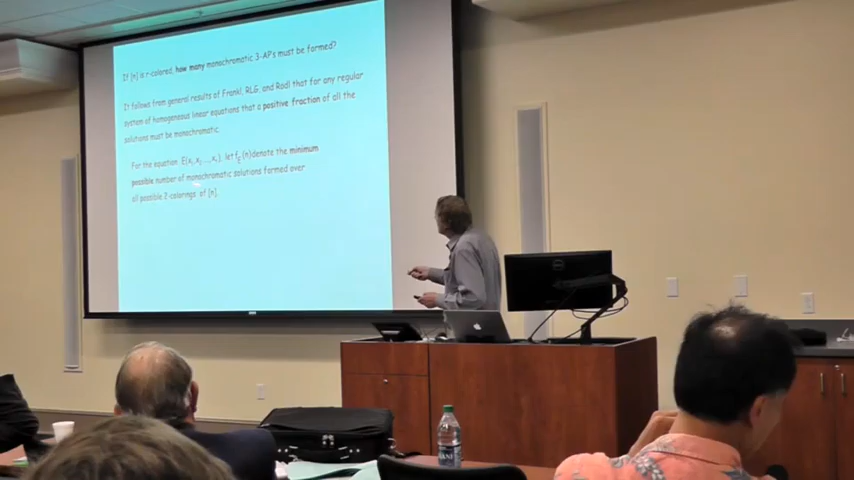 If [n] is r-colored, how many monochromatic 3-AP's must be formed?
It follows from general results of Frankl, RLG, and Rodl that for any regular
system of homogeneous linear equations that a positive fraction of all the
solutions must be monochromatic.
For the equation E(x₁,x₂,...,xₖ), let f_E(n) denote the minimum
possible number of monochromatic solutions formed over
all possible 2-colorings of [n].